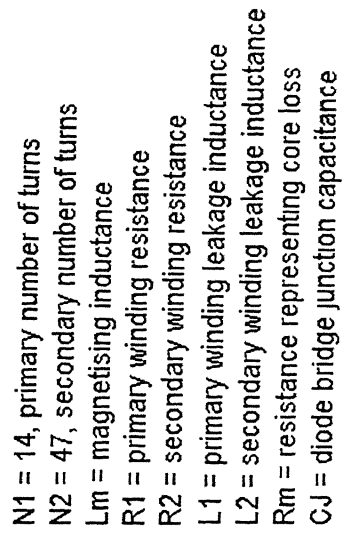 N1 = 14, primary number of turns
N2 = 47, secondary number of turns
Lm = magnetising inductance
R1 = primary winding resistance
R2 = secondary winding resistance
L1 = primary winding leakage inductance
L2 = secondary winding leakage inductance
Rm = resistance representing core loss
CJ = diode bridge junction capacitance